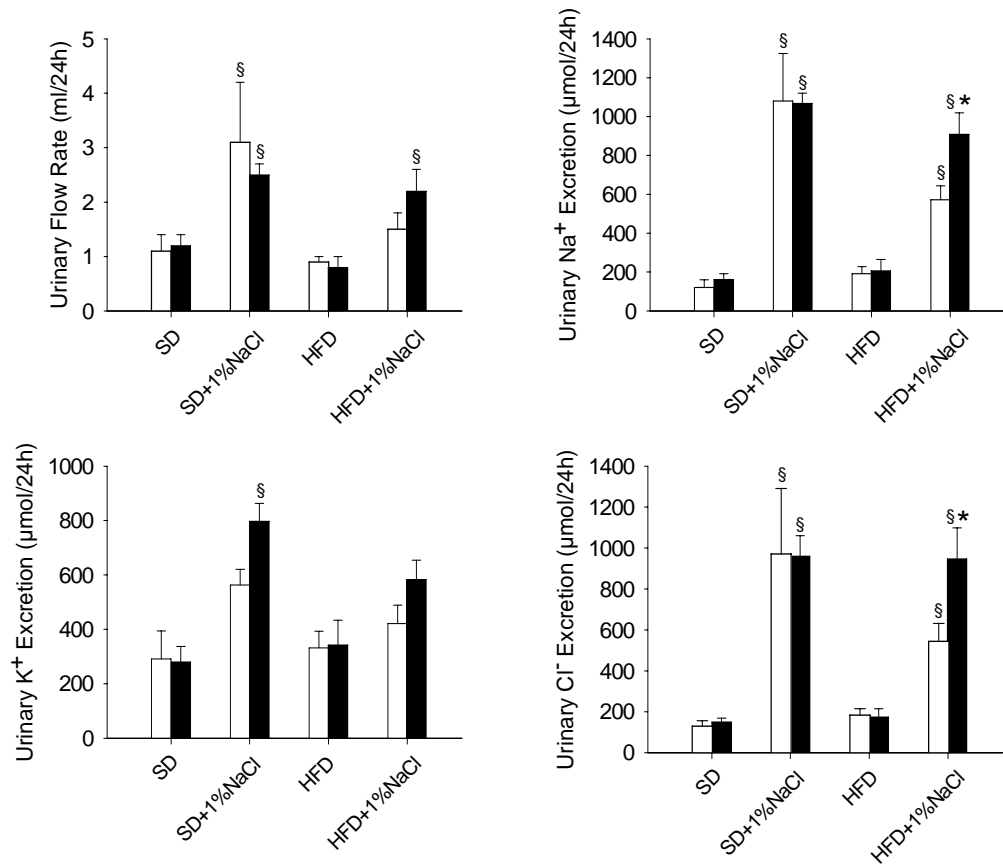 Urinary Flow Rate (ml/24h)
5
4
3
2
1
0
§
§
§
SD
SD+1%NaCl
HFD
HFD+1%NaCl
Urinary Na⁺ Excretion (μmol/24h)
1400
1200
1000
800
600
400
200
0
§
§
§
§*
SD
SD+1%NaCl
HFD
HFD+1%NaCl
Urinary K⁺ Excretion (μmol/24h)
1000
800
600
400
200
0
§
SD
SD+1%NaCl
HFD
HFD+1%NaCl
Urinary Cl⁻ Excretion (μmol/24h)
1400
1200
1000
800
600
400
200
0
§
§
§
§*
SD
SD+1%NaCl
HFD
HFD+1%NaCl